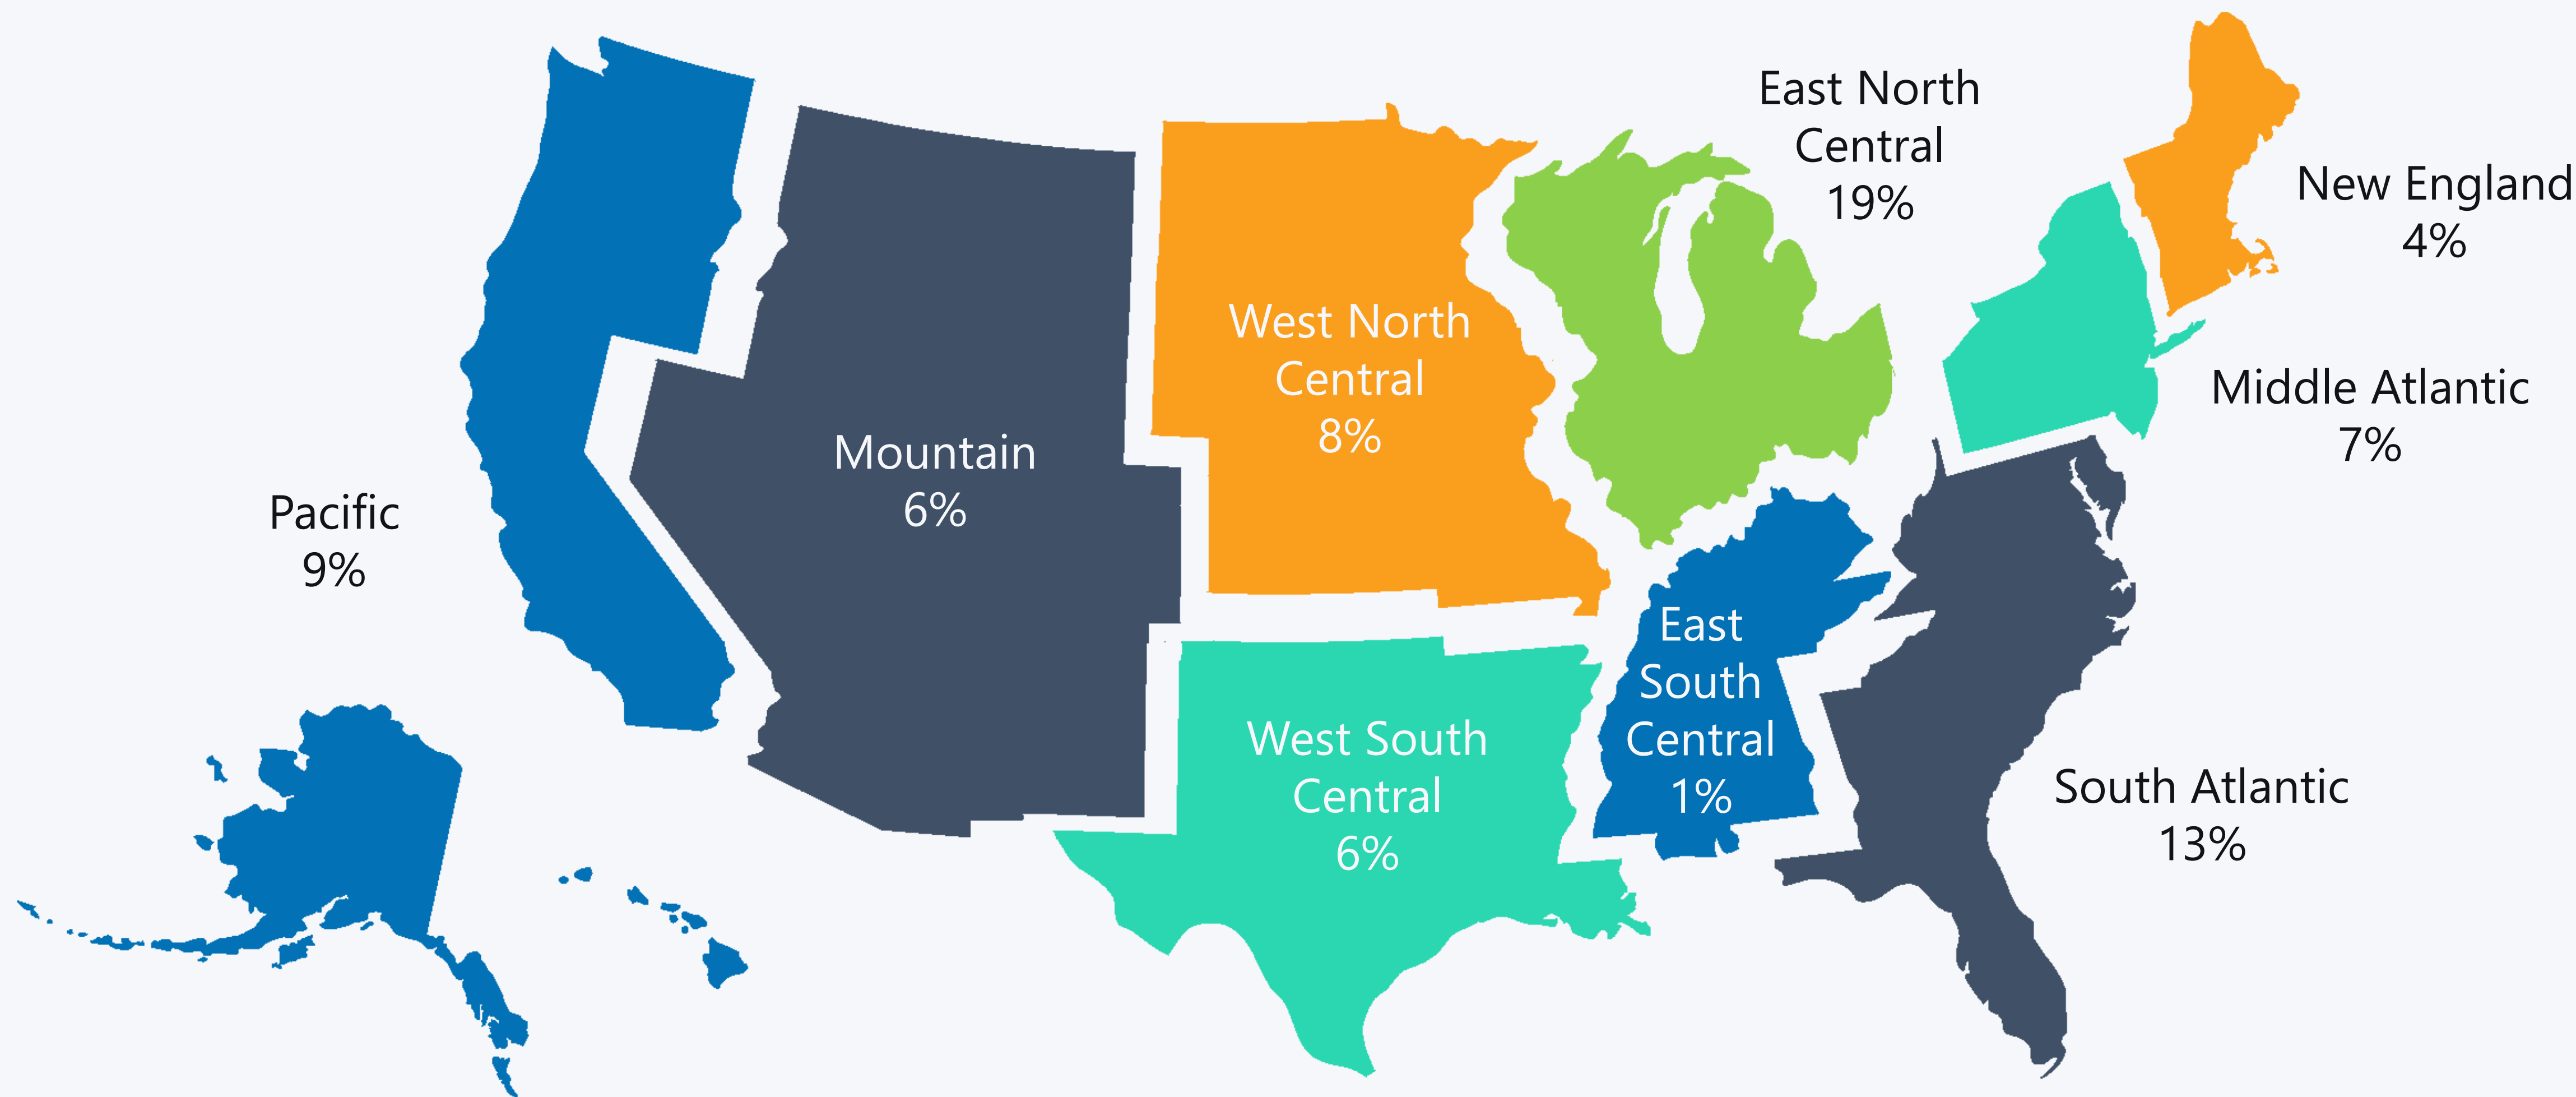 East North
Central
19%
New England
4%
West North
Central
8%
Middle Atlantic
7%
Mountain
6%
Pacific
9%
East
South
Central
1%
West South
Central
6%
South Atlantic
13%